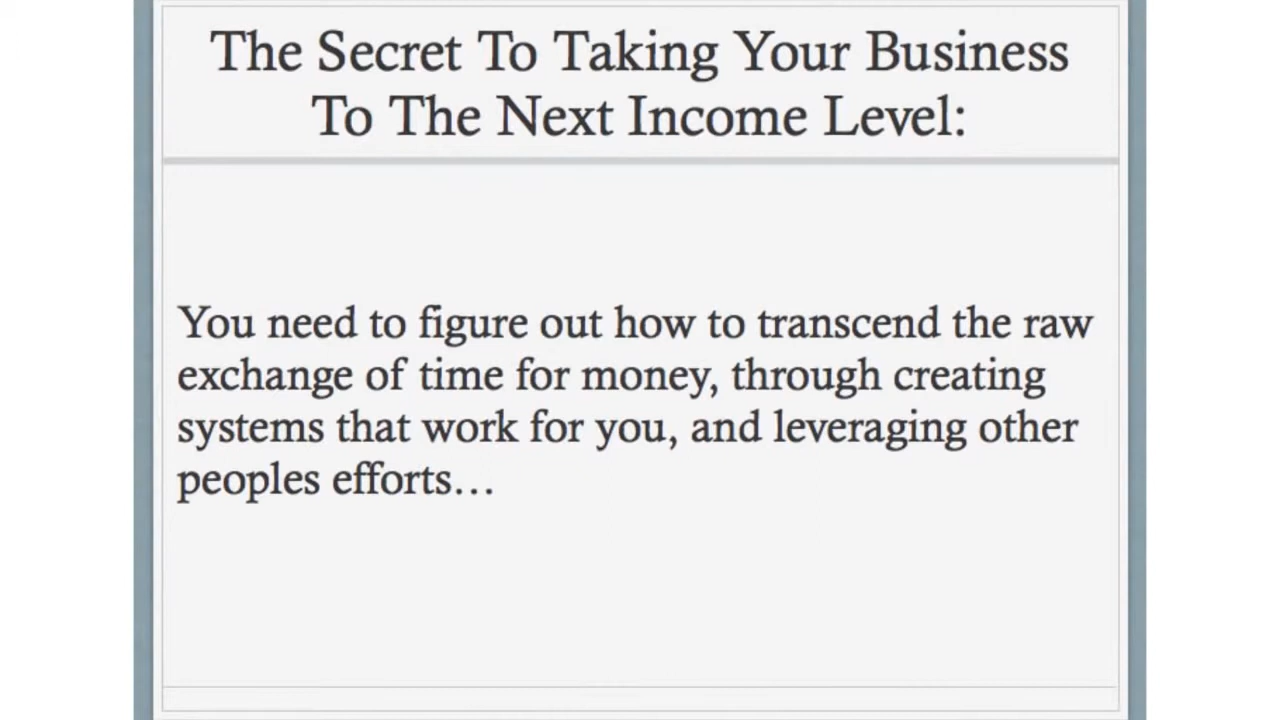 The Secret To Taking Your Business
To The Next Income Level:
You need to figure out how to transcend the raw
exchange of time for money, through creating
systems that work for you, and leveraging other
peoples efforts…